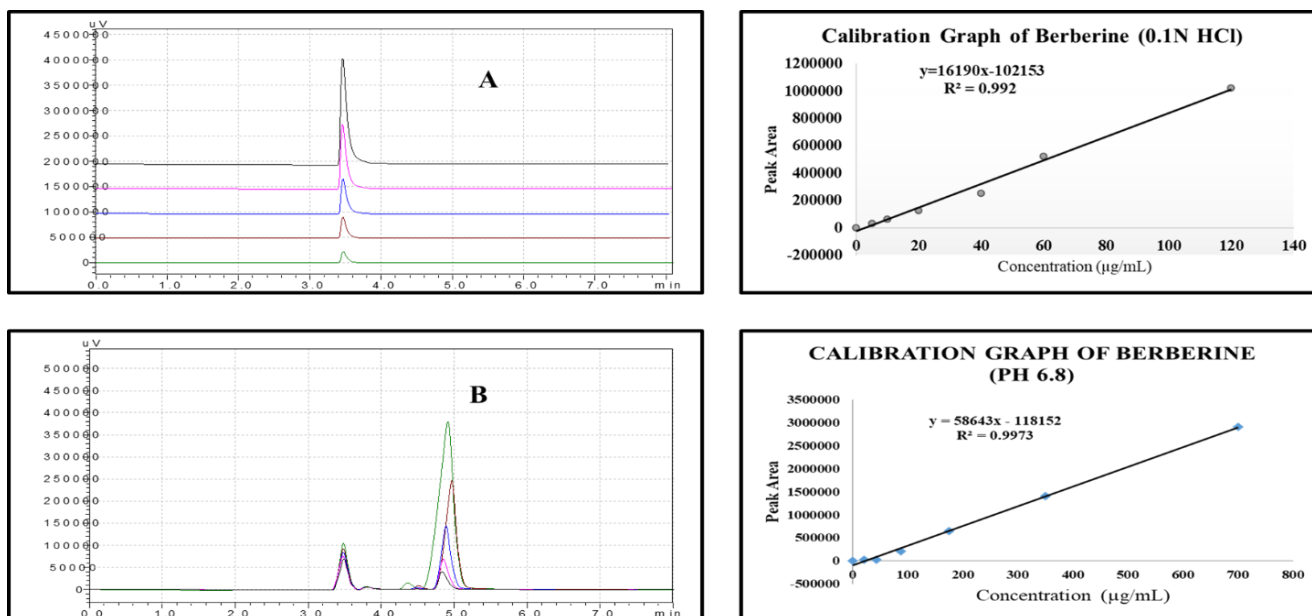 uV
4500000
4000000
3500000
3000000
2500000
2000000
1500000
1000000
500000
0
A
0.0 1.0 2.0 3.0 4.0 5.0 6.0 7.0 min
Calibration Graph of Berberine (0.1N HCl)
y=16190x-102153
R² = 0.992
1200000
1000000
800000
600000
400000
200000
0
-200000
Peak Area
0 20 40 60 80 100 120 140
Concentration (µg/mL)
uV
500000
450000
400000
350000
300000
250000
200000
150000
100000
50000
0
B
0.0 1.0 2.0 3.0 4.0 5.0 6.0 7.0 min
CALIBRATION GRAPH OF BERBERINE
(PH 6.8)
y = 58643x - 118152
R² = 0.9973
3500000
3000000
2500000
2000000
1500000
1000000
500000
0
-500000
Peak Area
0 100 200 300 400 500 600 700 800
Concentration (µg/mL)